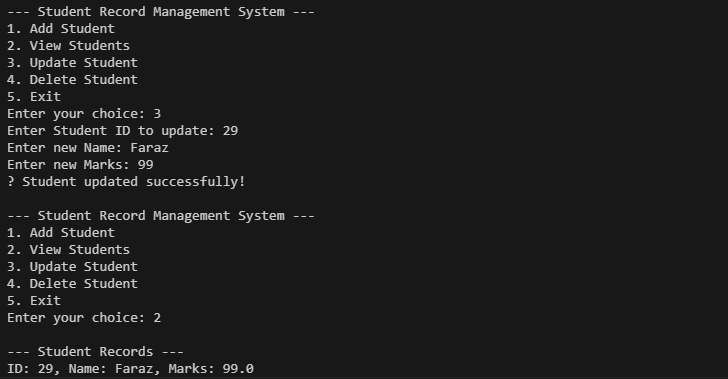 --- Student Record Management System ---
1. Add Student
2. View Students
3. Update Student
4. Delete Student
5. Exit
Enter your choice: 3
Enter Student ID to update: 29
Enter new Name: Faraz
Enter new Marks: 99
? Student updated successfully!

--- Student Record Management System ---
1. Add Student
2. View Students
3. Update Student
4. Delete Student
5. Exit
Enter your choice: 2

--- Student Records ---
ID: 29, Name: Faraz, Marks: 99.0